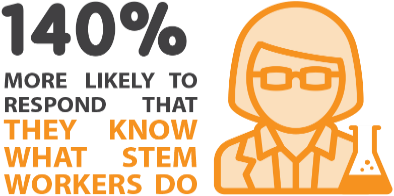 140%
MORE LIKELY TO
RESPOND THAT
THEY KNOW
WHAT STEM
WORKERS DO